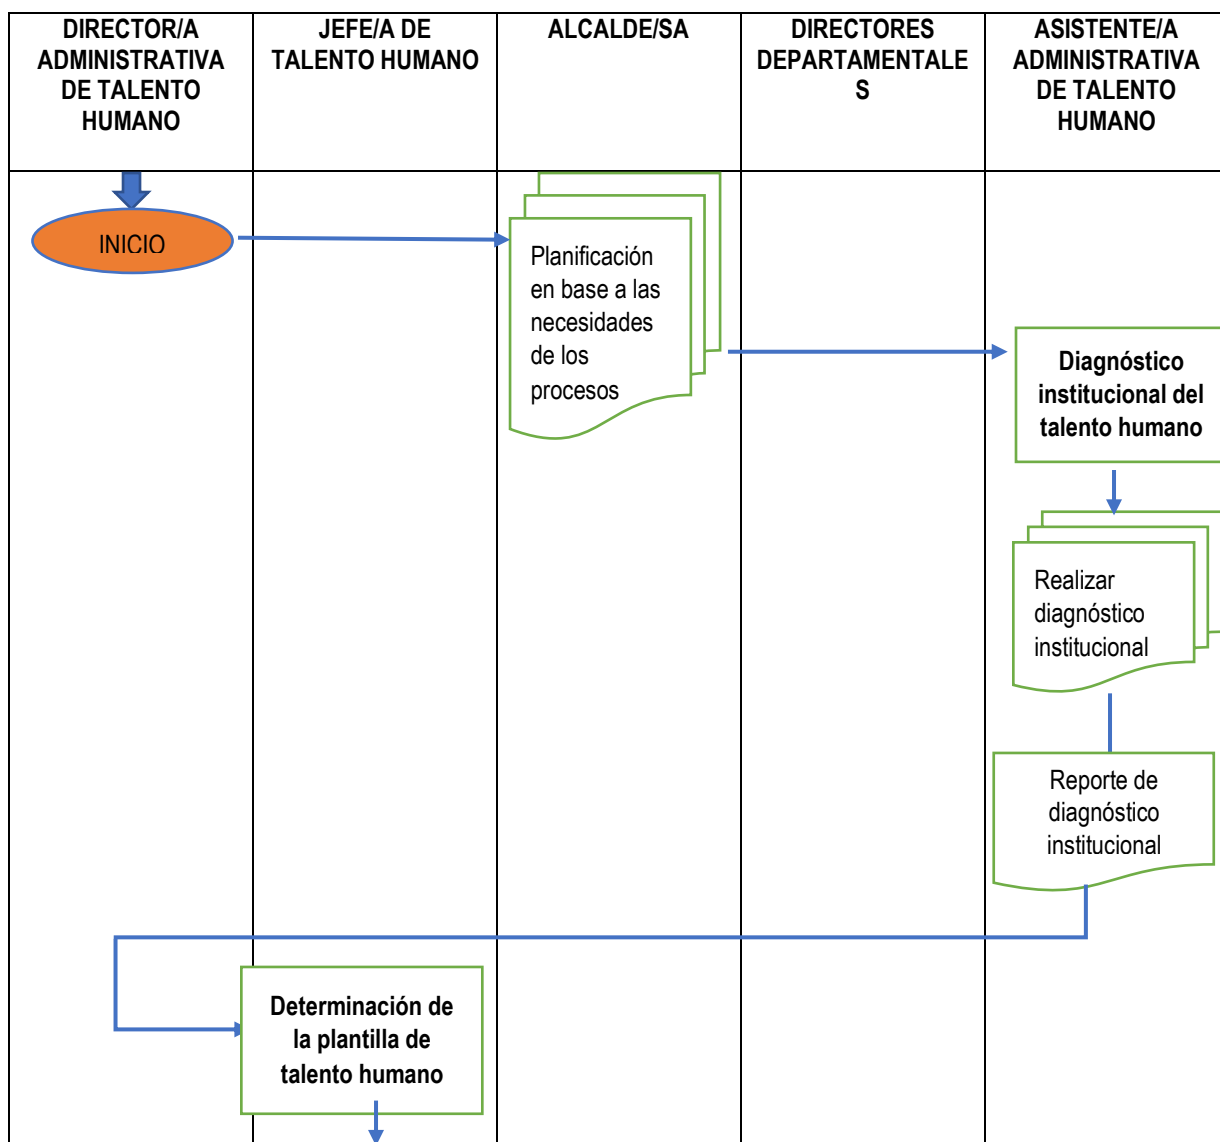 DIRECTOR/A
ADMINISTRATIVA
DE TALENTO
HUMANO
JEFE/A DE
TALENTO HUMANO
ALCALDE/SA
DIRECTORES
DEPARTAMENTALE
S
ASISTENTE/A
ADMINISTRATIVA
DE TALENTO
HUMANO
INICIO
Planificación
en base a las
necesidades
de los
procesos
Diagnóstico
institucional del
talento humano
Realizar
diagnóstico
institucional
Reporte de
diagnóstico
institucional
Determinación de
la plantilla de
talento humano